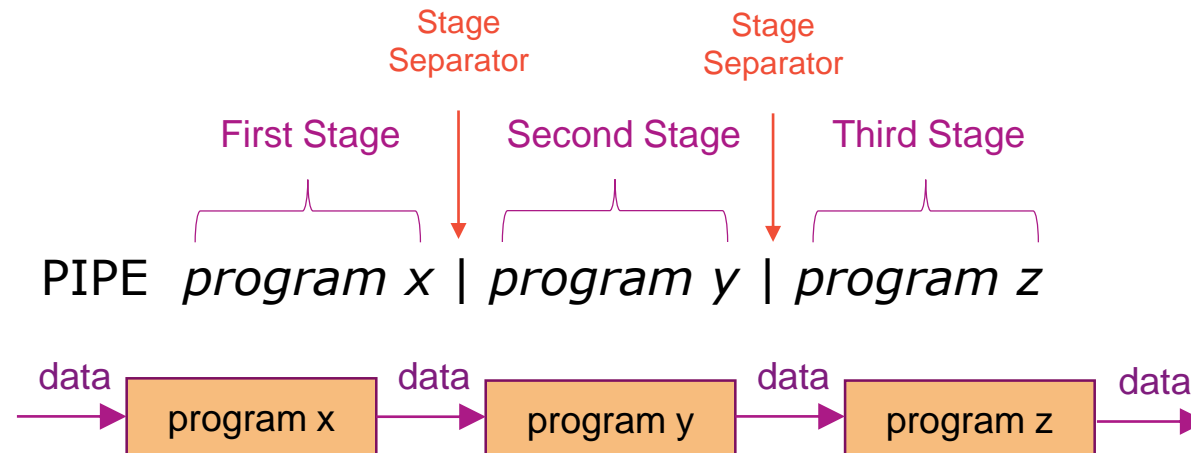 Stage
Separator
Stage
Separator
First Stage
Second Stage
Third Stage
PIPE program x | program y | program z
data
data
data
data
program x
program y
program z